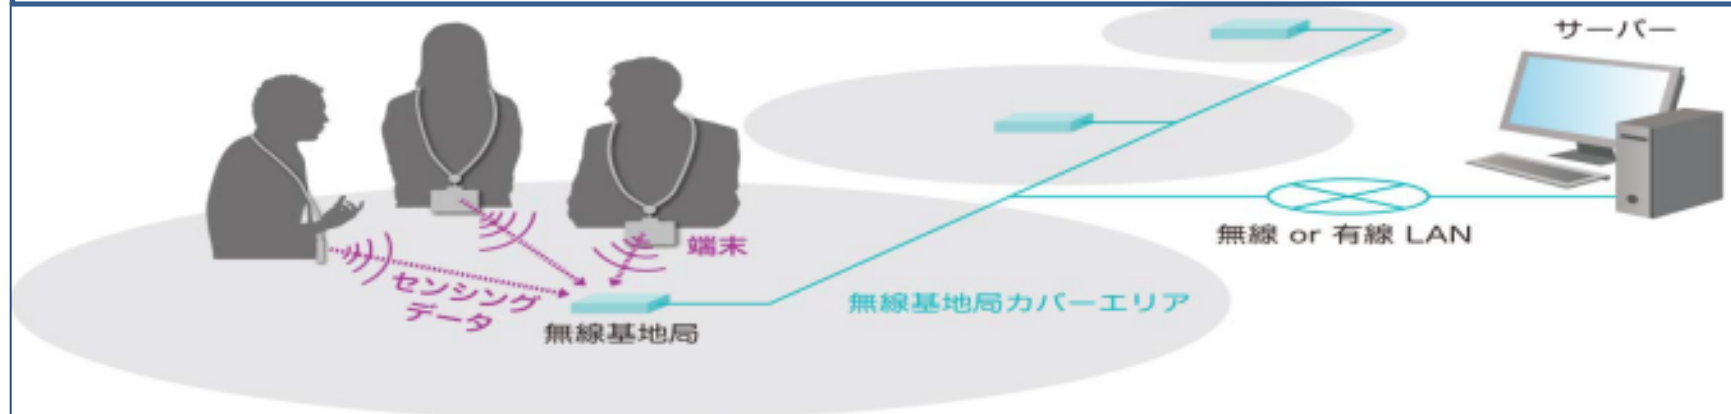 サーバー
無線 or 有線 LAN
端末
センシング
データ
無線基地局カバーエリア
無線基地局